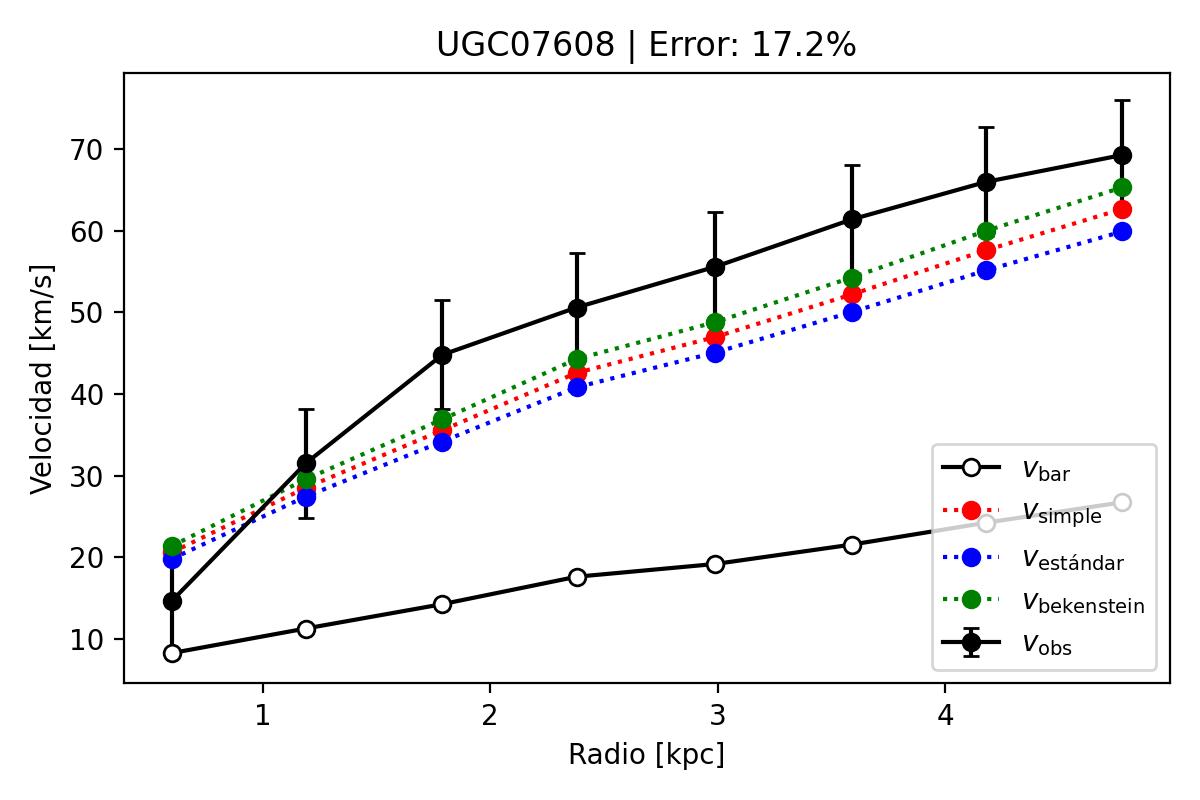 UGC07608 | Error: 17.2%
Velocidad [km/s]
70
60
50
40
30
20
10
v_bar
v_simple
v_estándar
v_bekenstein
v_obs
1 2 3 4
Radio [kpc]